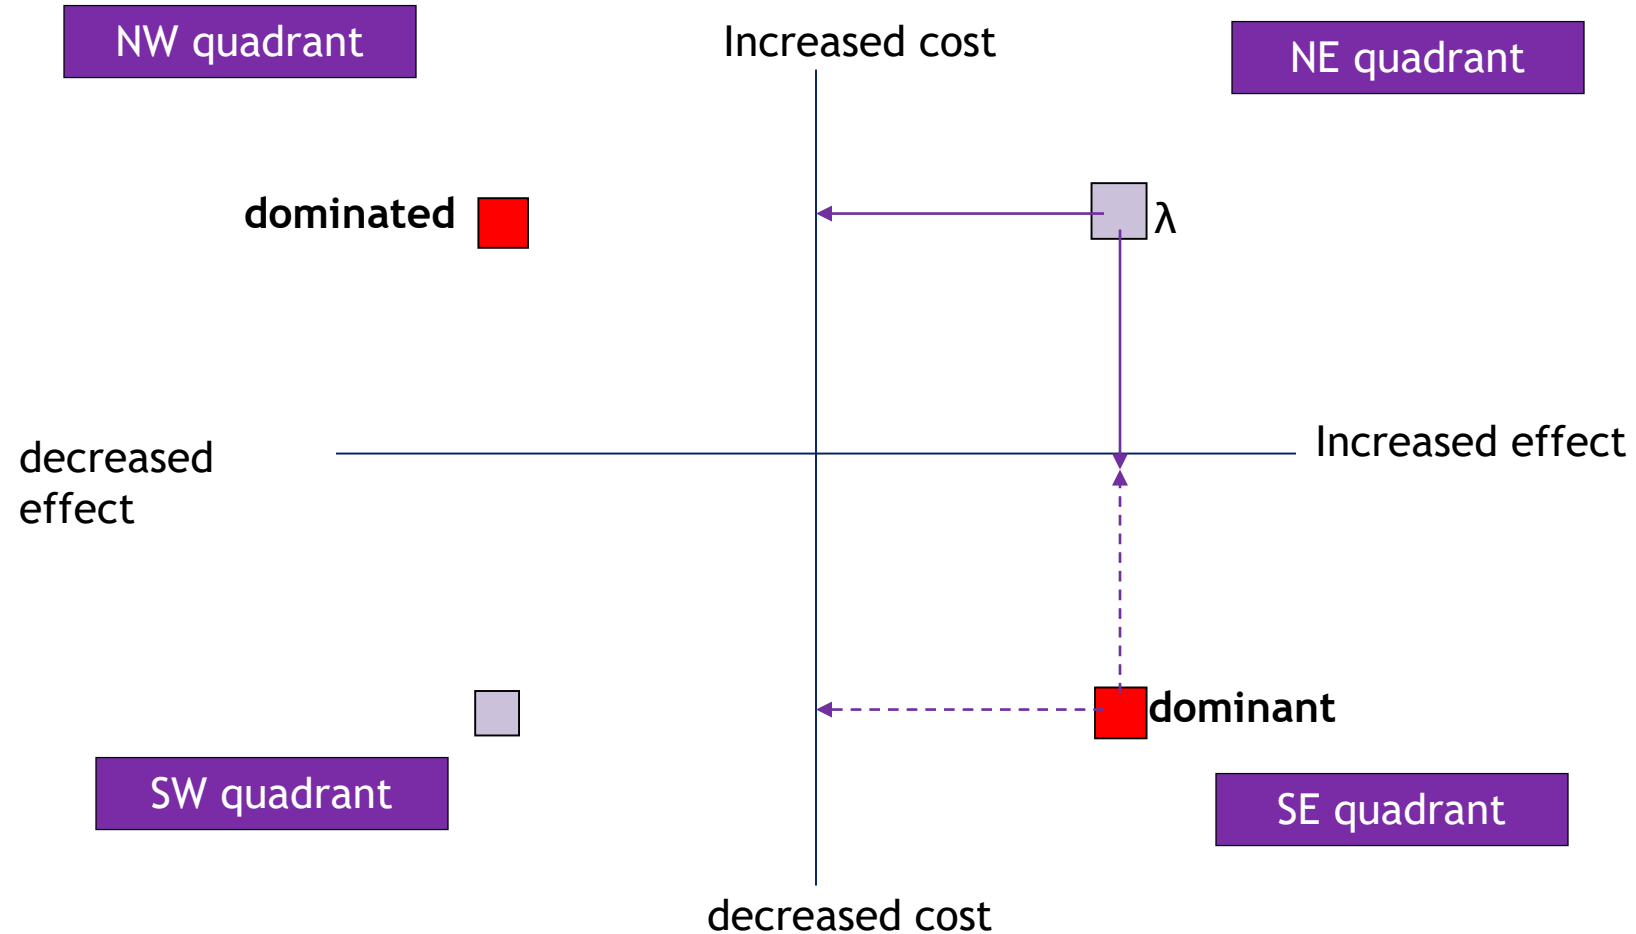 NW quadrant
Increased cost
NE quadrant
dominated
λ
decreased
effect
Increased effect
dominant
SW quadrant
SE quadrant
decreased cost